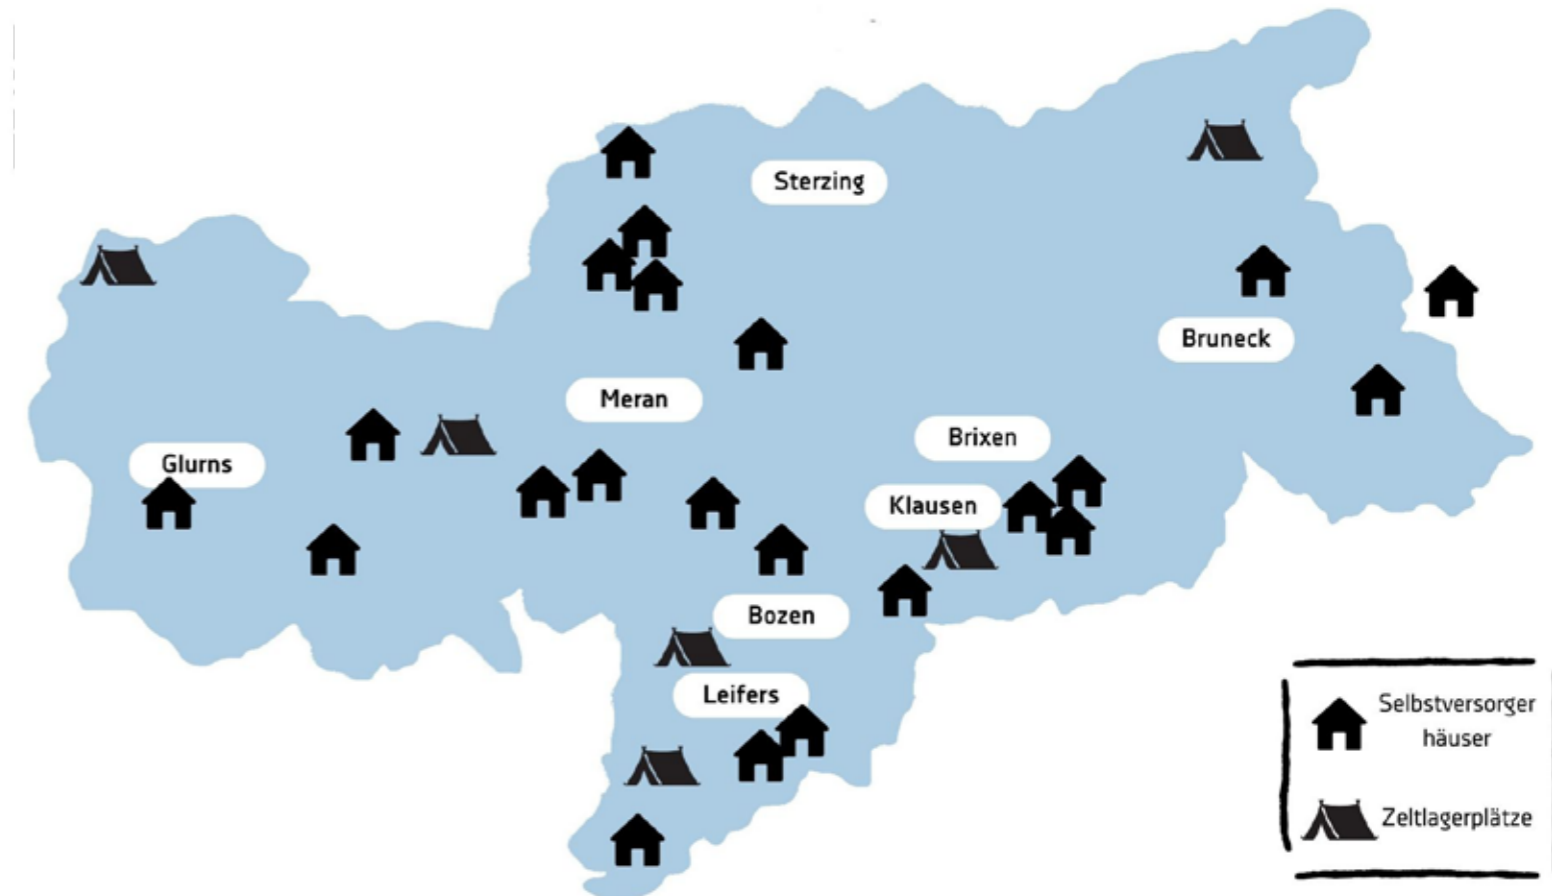 Sterzing
Bruneck
Meran
Brixen
Glurns
Klausen
Bozen
Leifers
Selbstversorger
häuser
Zeltlagerplätze